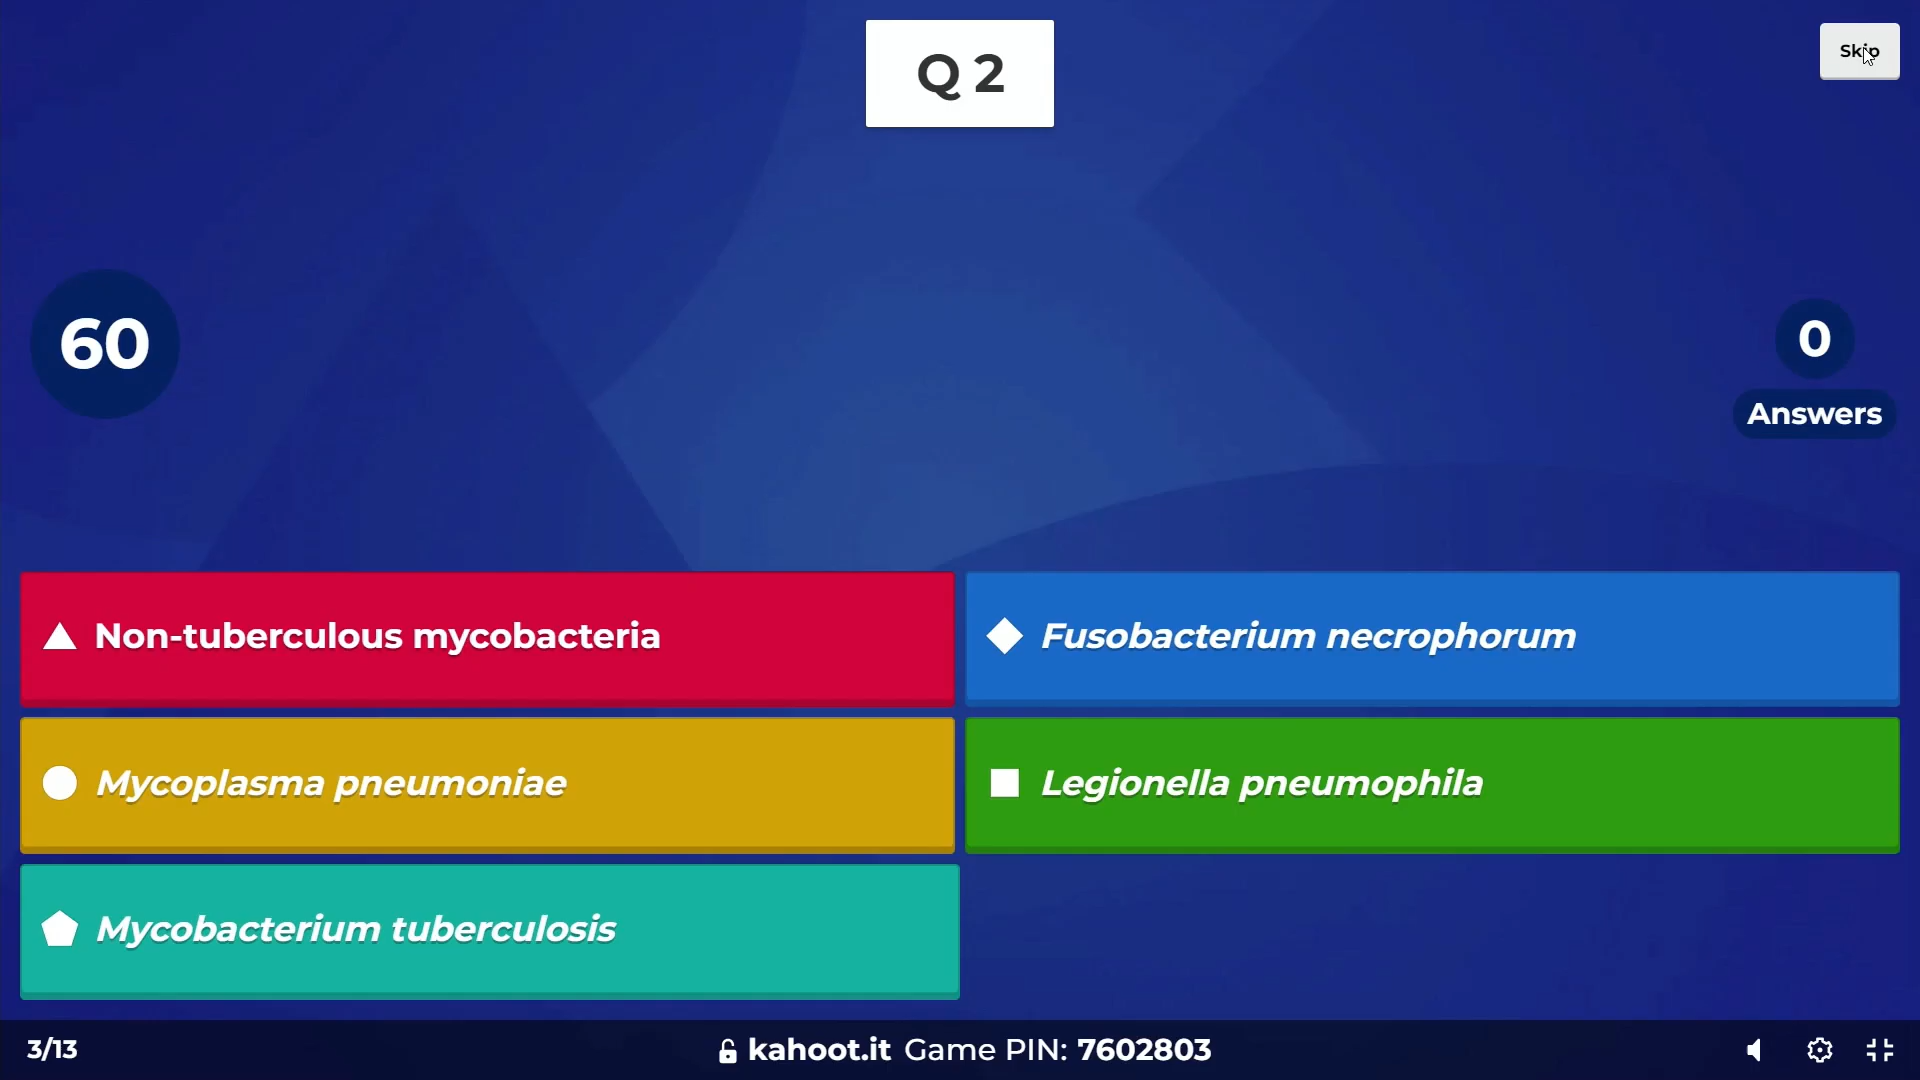 Q 2
Skip
60
0
Answers
Non-tuberculous mycobacteria
Fusobacterium necrophorum
Mycoplasma pneumoniae
Legionella pneumophila
Mycobacterium tuberculosis
3/13
kahoot.it Game PIN: 7602803